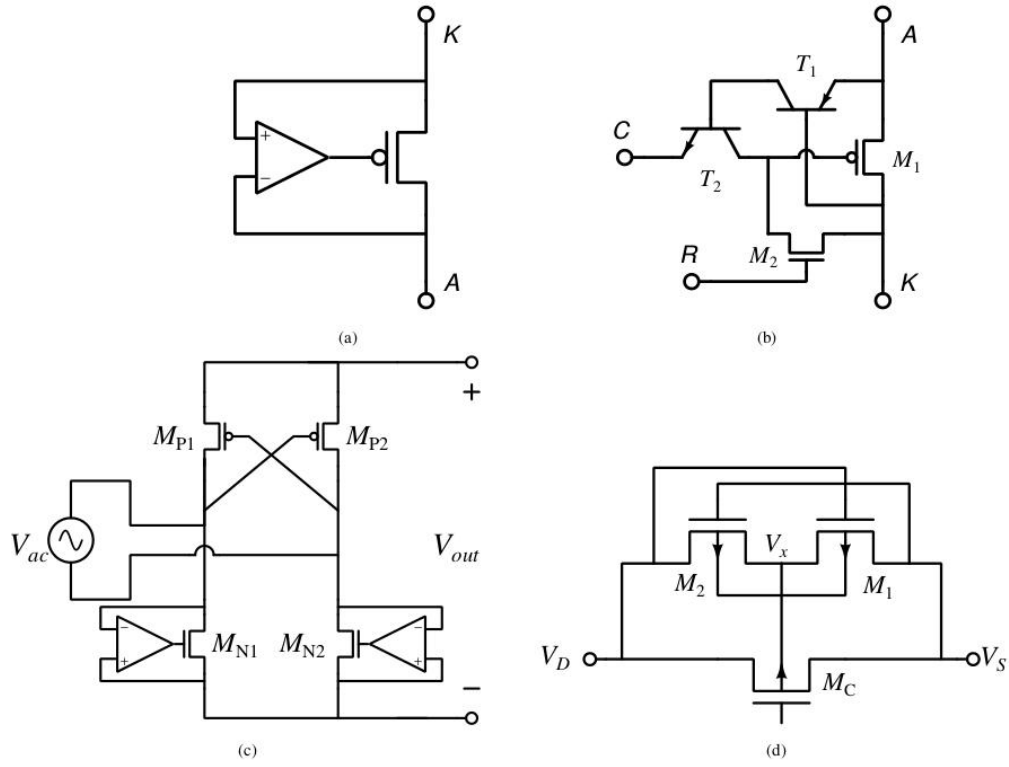 K
+
−
A
(a)
A
T1
C
T2
M1
M2
R
K
(b)
+
MP1
MP2
Vac
Vout
−
+
MN1
MN2
−
+
−
(c)
Vx
M2
M1
VD
VS
MC
(d)